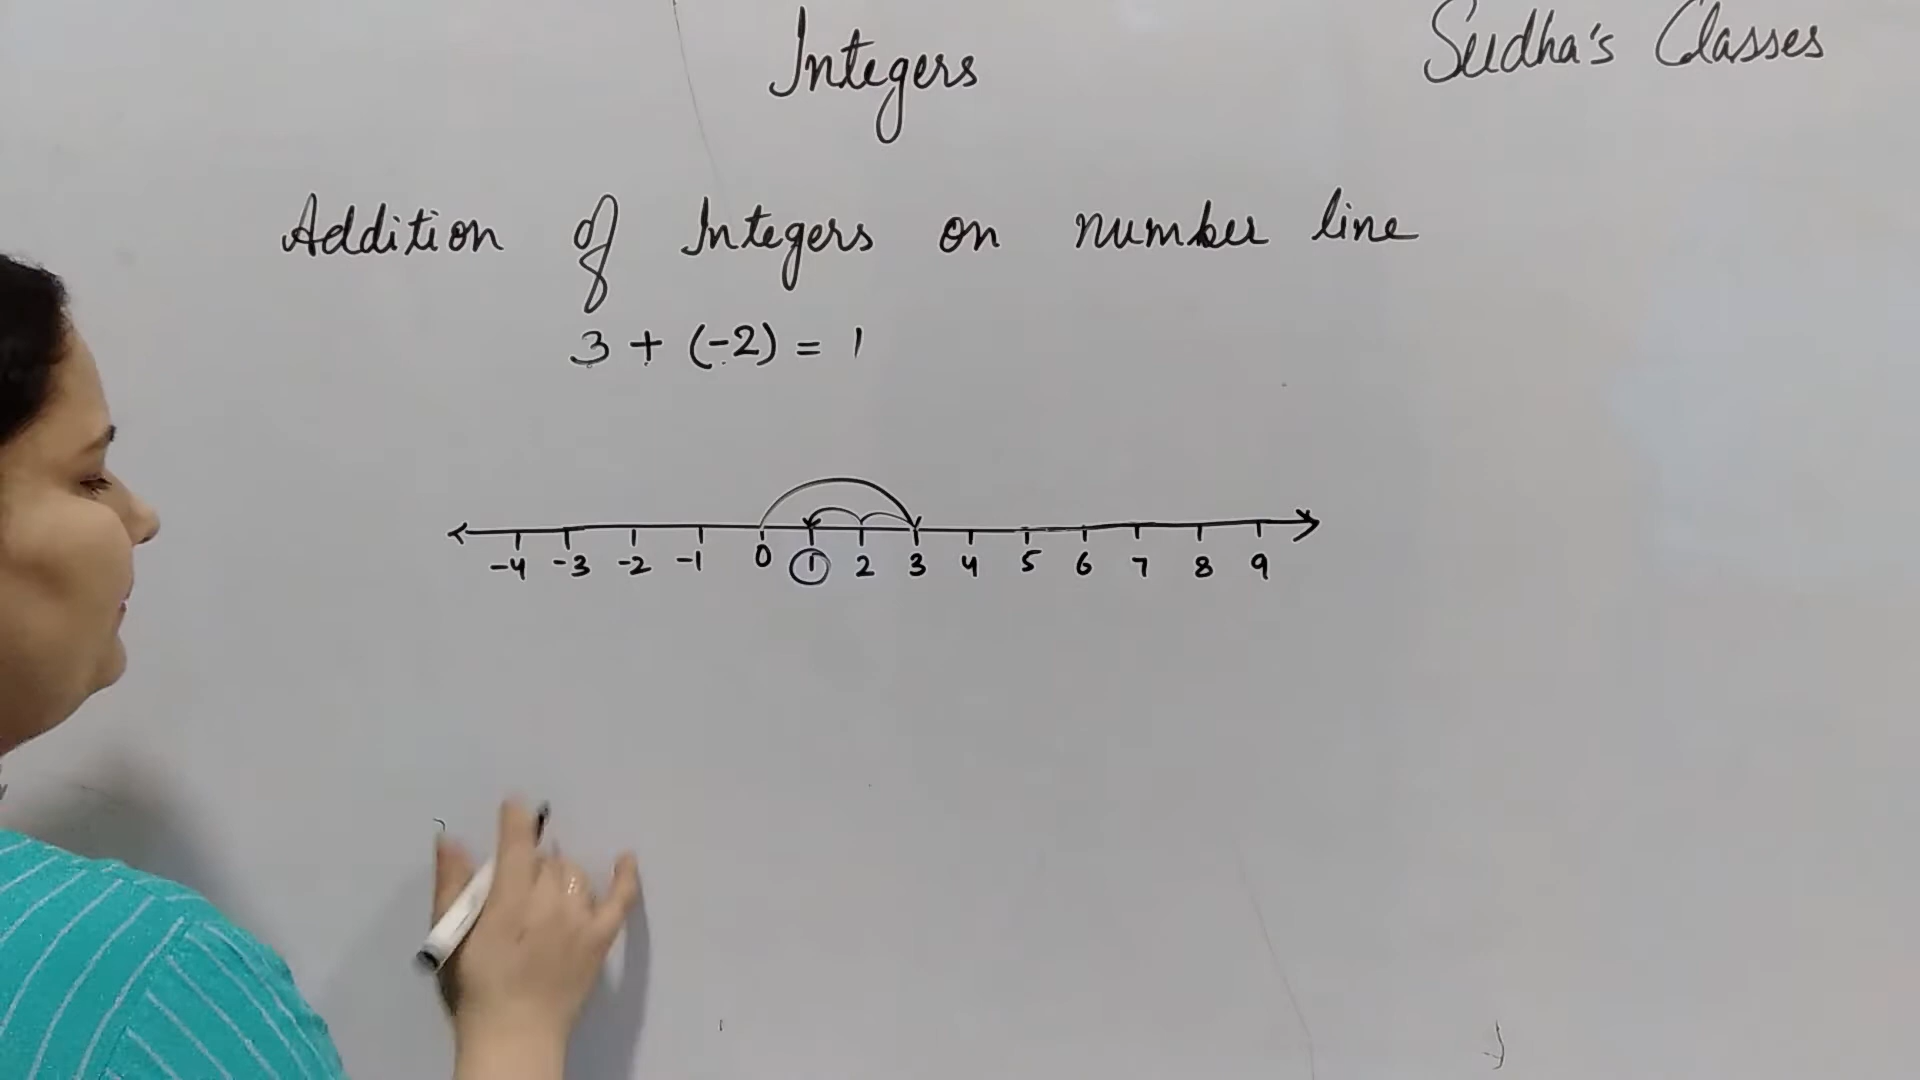 Integers
Sudha's Classes
Addition of Integers on number line
3 + (-2) = 1
-4 -3 -2 -1 0 1 2 3 4 5 6 7 8 9